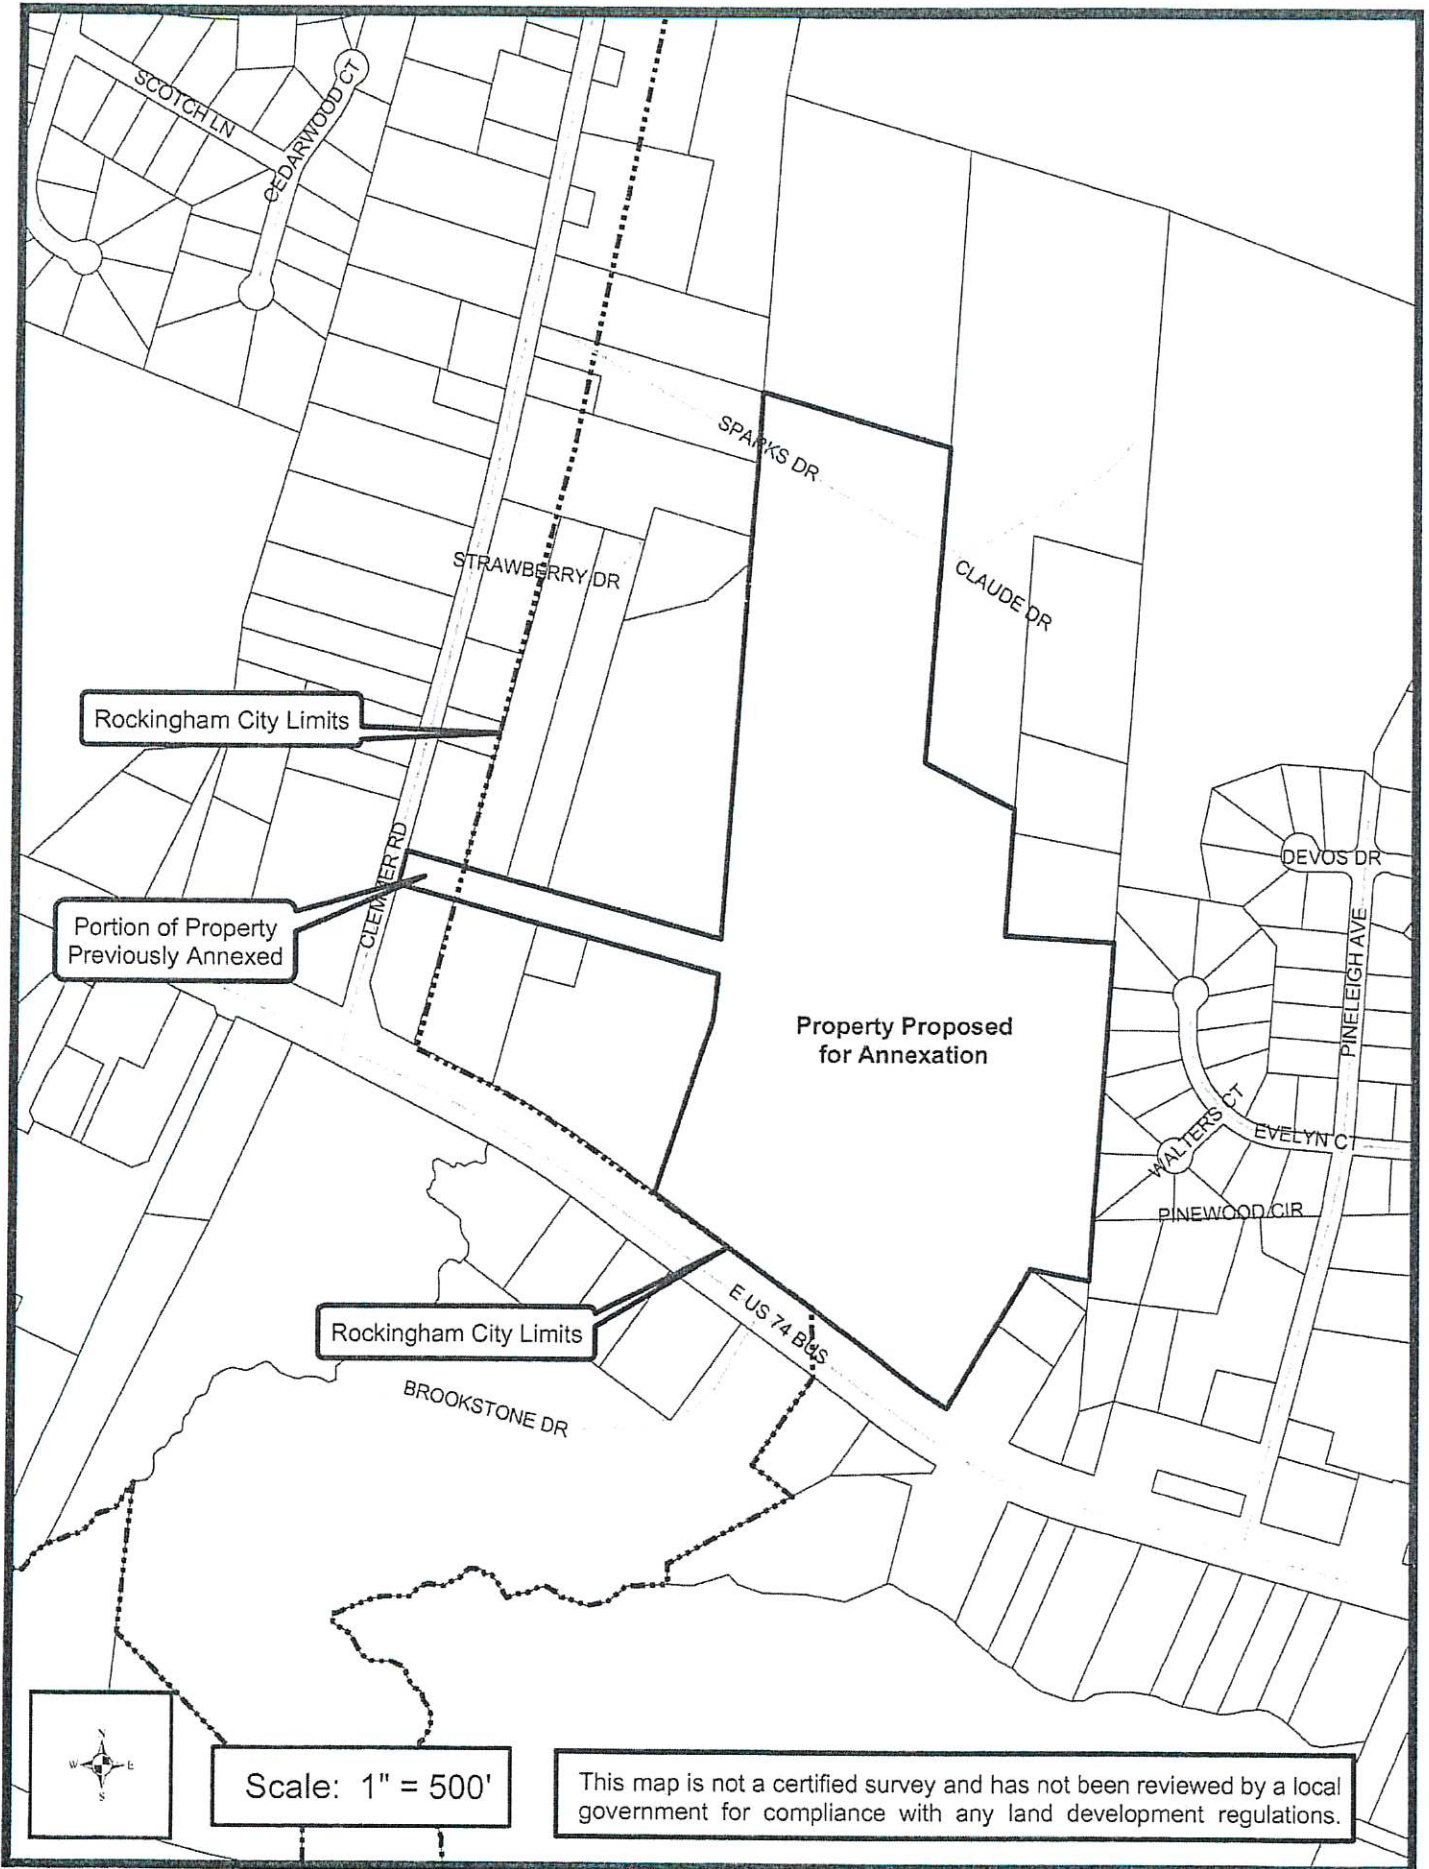 SCOTCH LN
CEDARWOOD CT
SPARKS DR
STRAWBERRY DR
CLAUDE DR
Rockingham City Limits
CLEMMER RD
DEVOS DR
PINELEIGH AVE
Portion of Property
Previously Annexed
Property Proposed
for Annexation
WALTERS CT
EVELYN CT
PINEWOOD CIR
E US 74 BUS
Rockingham City Limits
BROOKSTONE DR
N
W E
S
Scale: 1" = 500'
This map is not a certified survey and has not been reviewed by a local
government for compliance with any land development regulations.